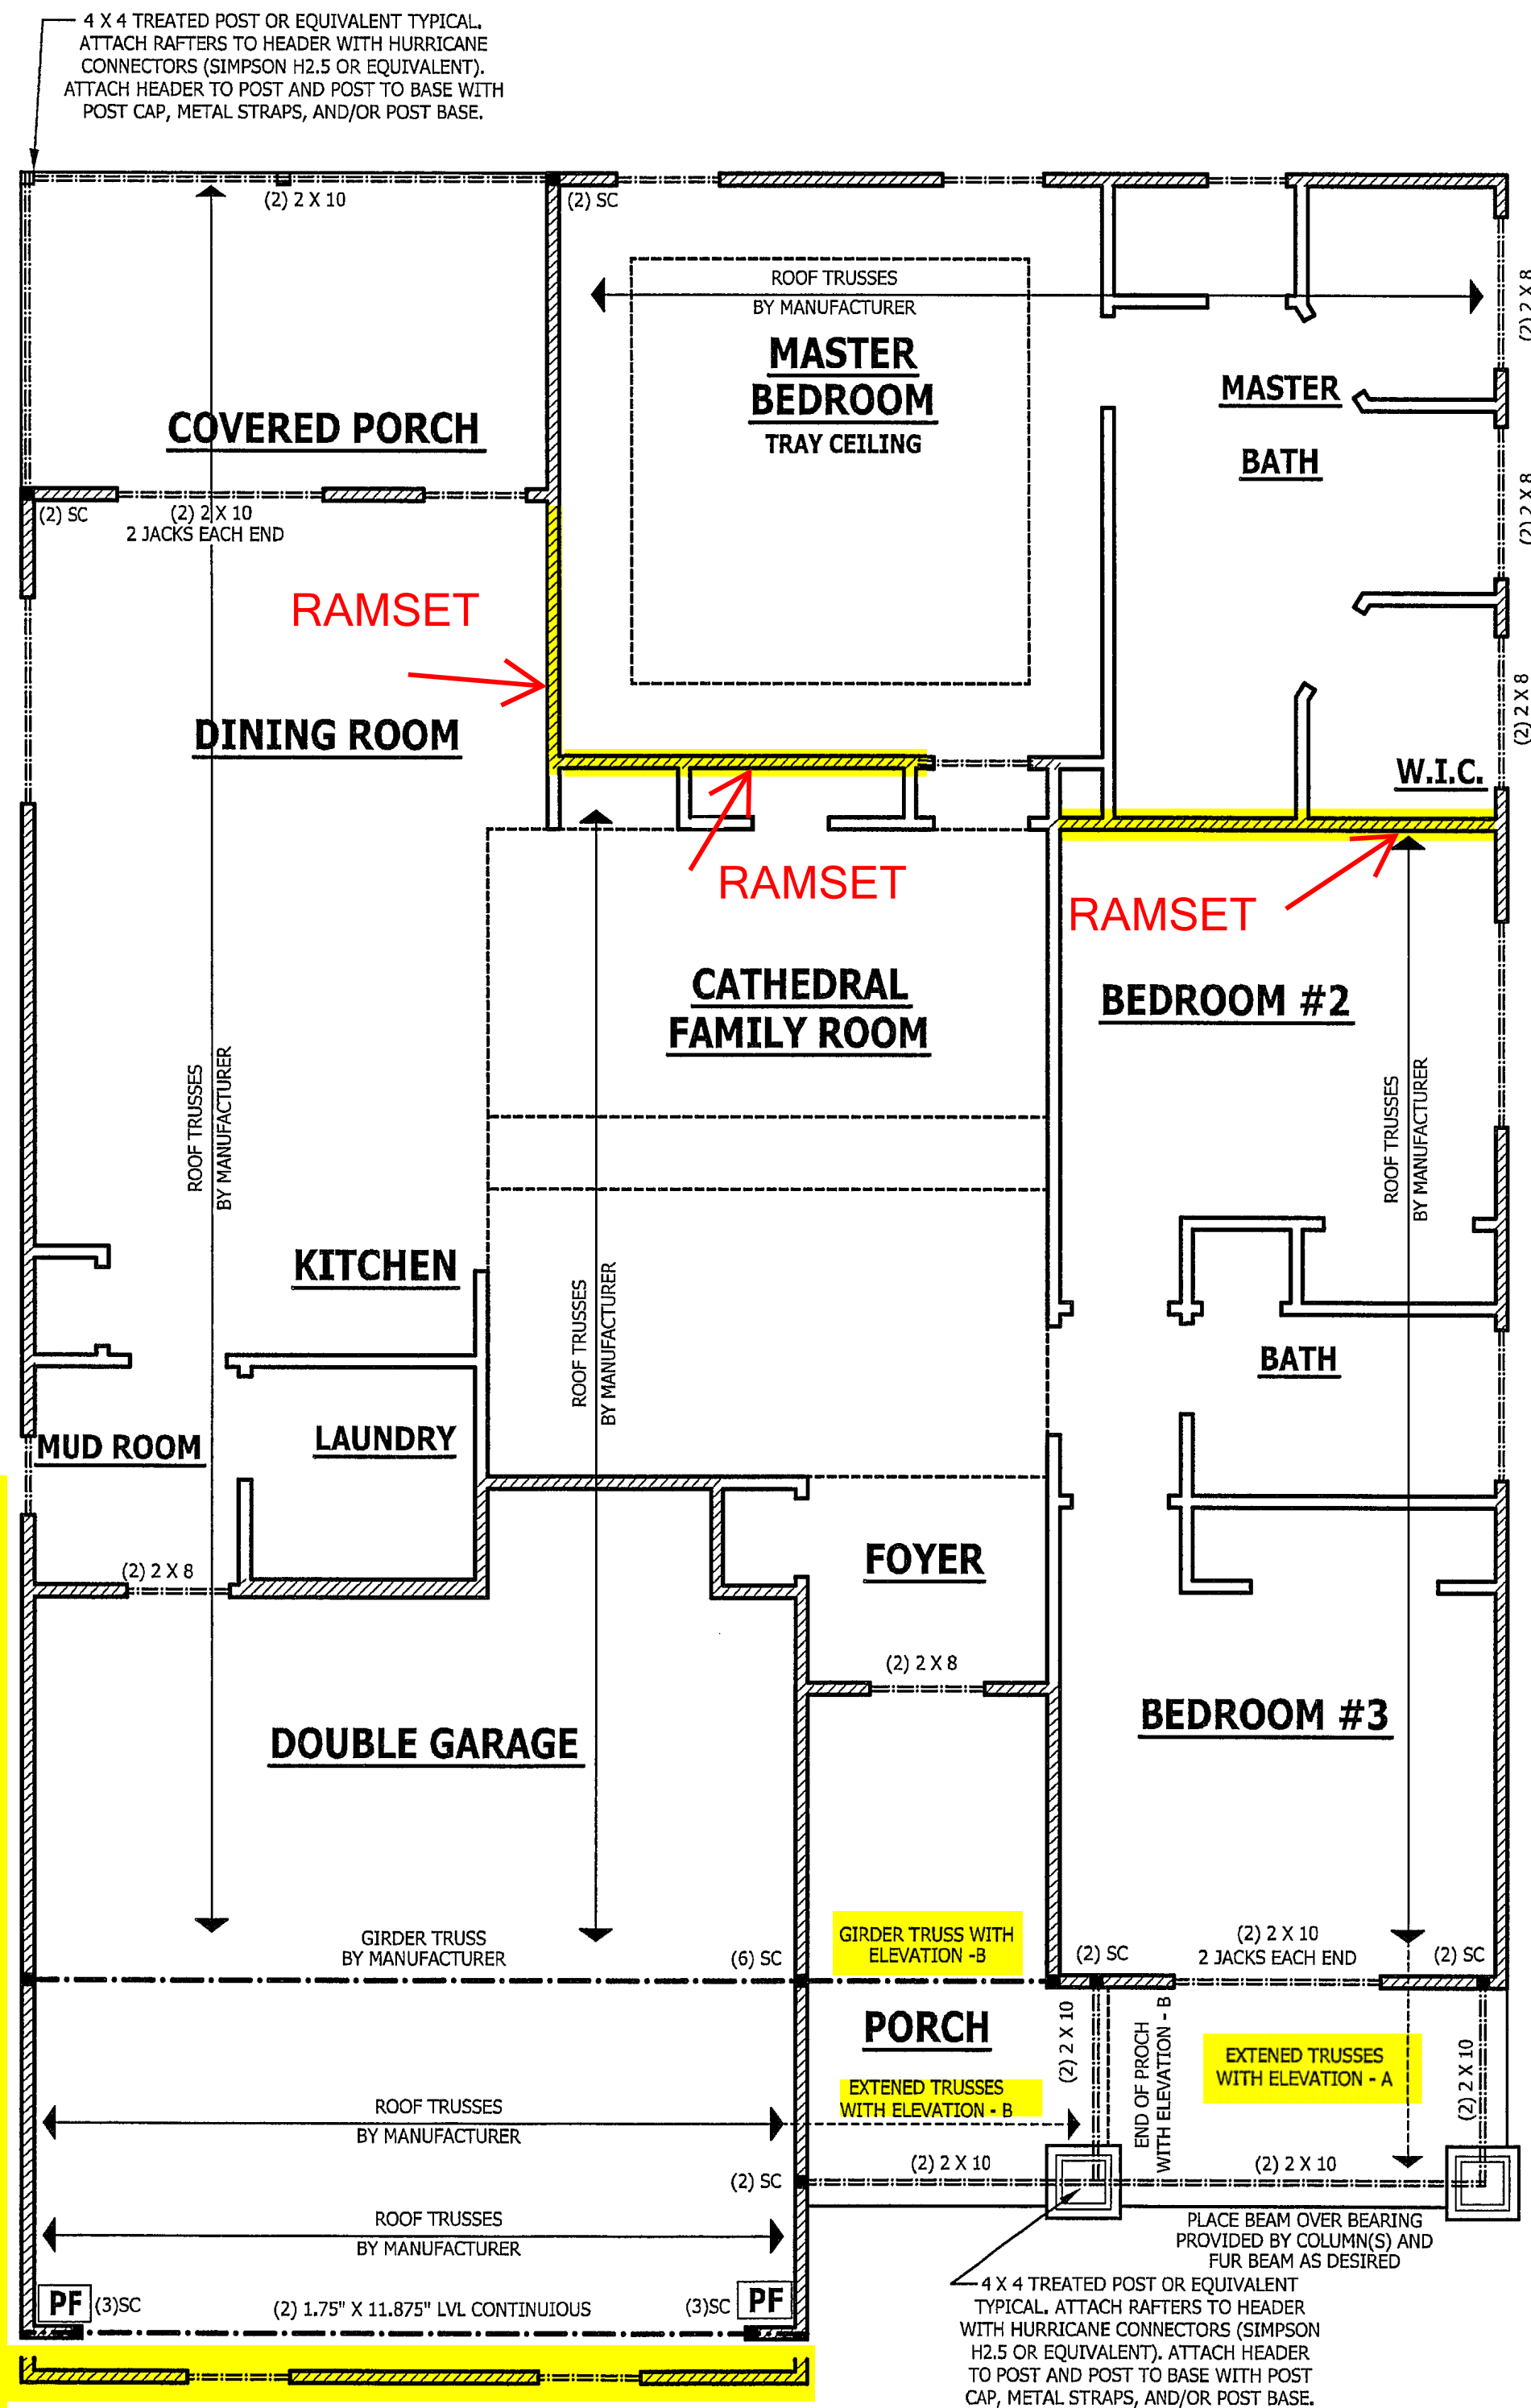 4 X 4 TREATED POST OR EQUIVALENT TYPICAL.
ATTACH RAFTERS TO HEADER WITH HURRICANE
CONNECTORS (SIMPSON H2.5 OR EQUIVALENT).
ATTACH HEADER TO POST AND POST TO BASE WITH
POST CAP, METAL STRAPS, AND/OR POST BASE.
(2) 2 X 10
(2) SC
ROOF TRUSSES
BY MANUFACTURER
(2) 2 X 8
MASTER
BEDROOM
TRAY CEILING
MASTER
BATH
COVERED PORCH
(2) SC
(2) 2 X 10
2 JACKS EACH END
(2) 2 X 8
RAMSET
DINING ROOM
(2) 2 X 8
W.I.C.
RAMSET
RAMSET
CATHEDRAL
FAMILY ROOM
BEDROOM #2
ROOF TRUSSES
BY MANUFACTURER
ROOF TRUSSES
BY MANUFACTURER
KITCHEN
ROOF TRUSSES
BY MANUFACTURER
BATH
MUD ROOM
LAUNDRY
(2) 2 X 8
FOYER
(2) 2 X 8
BEDROOM #3
DOUBLE GARAGE
GIRDER TRUSS
BY MANUFACTURER
(6) SC
GIRDER TRUSS WITH
ELEVATION -B
(2) SC
(2) 2 X 10
2 JACKS EACH END
(2) SC
PORCH
(2) 2 X 10
END OF PROCH
WITH ELEVATION - B
EXTENED TRUSSES
WITH ELEVATION - A
(2) 2 X 10
EXTENED TRUSSES
WITH ELEVATION - B
ROOF TRUSSES
BY MANUFACTURER
(2) SC
(2) 2 X 10
(2) 2 X 10
ROOF TRUSSES
BY MANUFACTURER
PLACE BEAM OVER BEARING
PROVIDED BY COLUMN(S) AND
FUR BEAM AS DESIRED
PF
(3)SC
(2) 1.75" X 11.875" LVL CONTINUIOUS
(3)SC
PF
4 X 4 TREATED POST OR EQUIVALENT
TYPICAL. ATTACH RAFTERS TO HEADER
WITH HURRICANE CONNECTORS (SIMPSON
H2.5 OR EQUIVALENT). ATTACH HEADER
TO POST AND POST TO BASE WITH POST
CAP, METAL STRAPS, AND/OR POST BASE.